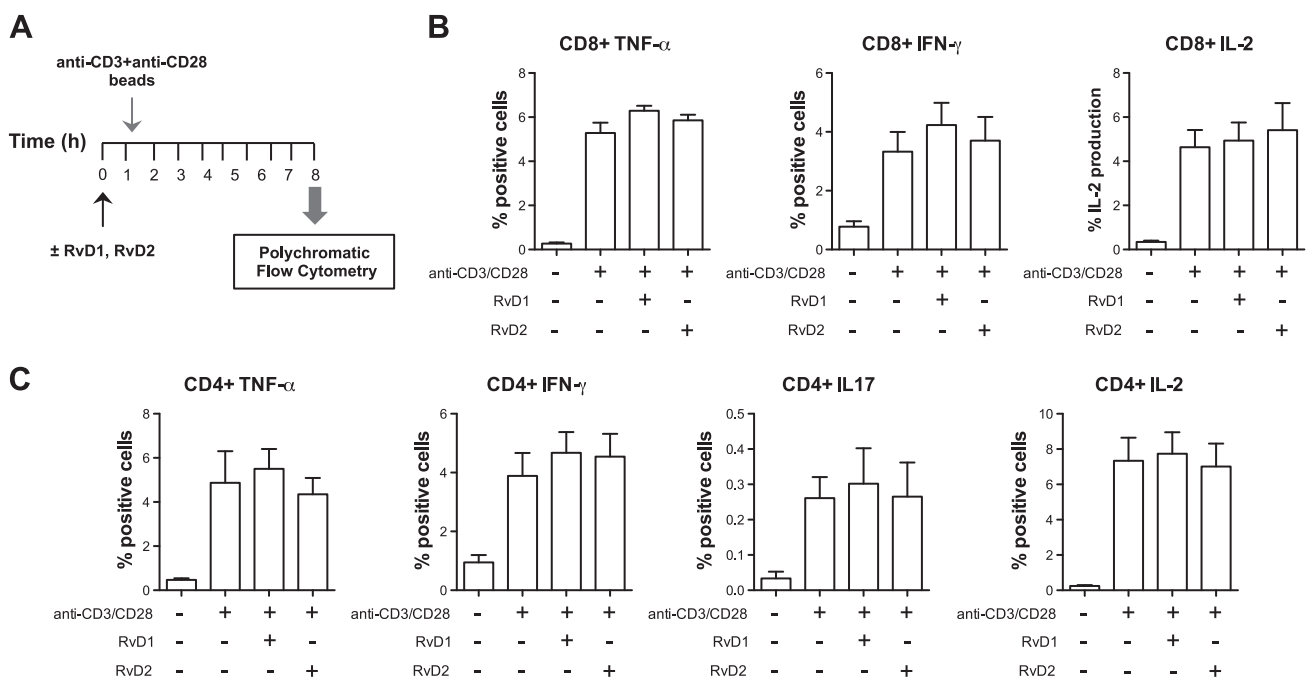 A
anti-CD3+anti-CD28
beads
Time (h)
0 1 2 3 4 5 6 7 8
± RvD1, RvD2
Polychromatic
Flow Cytometry
B
CD8+ TNF-α
% positive cells
8
6
4
2
0
anti-CD3/CD28 - + + +
RvD1 - - + -
RvD2 - - - +
CD8+ IFN-γ
% positive cells
6
4
2
0
anti-CD3/CD28 - + + +
RvD1 - - + -
RvD2 - - - +
CD8+ IL-2
% IL-2 production
8
6
4
2
0
anti-CD3/CD28 - + + +
RvD1 - - + -
RvD2 - - - +
C
CD4+ TNF-α
% positive cells
8
6
4
2
0
anti-CD3/CD28 - + + +
RvD1 - - + -
RvD2 - - - +
CD4+ IFN-γ
% positive cells
6
4
2
0
anti-CD3/CD28 - + + +
RvD1 - - + -
RvD2 - - - +
CD4+ IL17
% positive cells
0.5
0.4
0.3
0.2
0.1
0.0
anti-CD3/CD28 - + + +
RvD1 - - + -
RvD2 - - - +
CD4+ IL-2
% positive cells
10
8
6
4
2
0
anti-CD3/CD28 - + + +
RvD1 - - + -
RvD2 - - - +